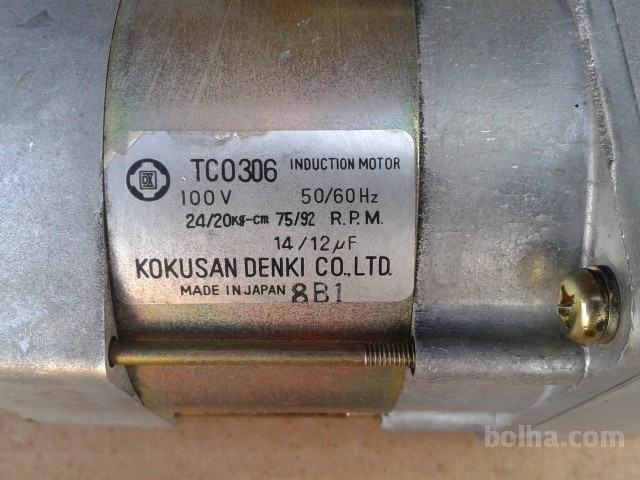 TCO306 INDUCTION MOTOR
100V 50/60Hz
24/20Kg-cm 75/92 R.P.M.
14/12μF
KOKUSAN DENKI CO.,LTD.
MADE IN JAPAN 8B1
bolha.com